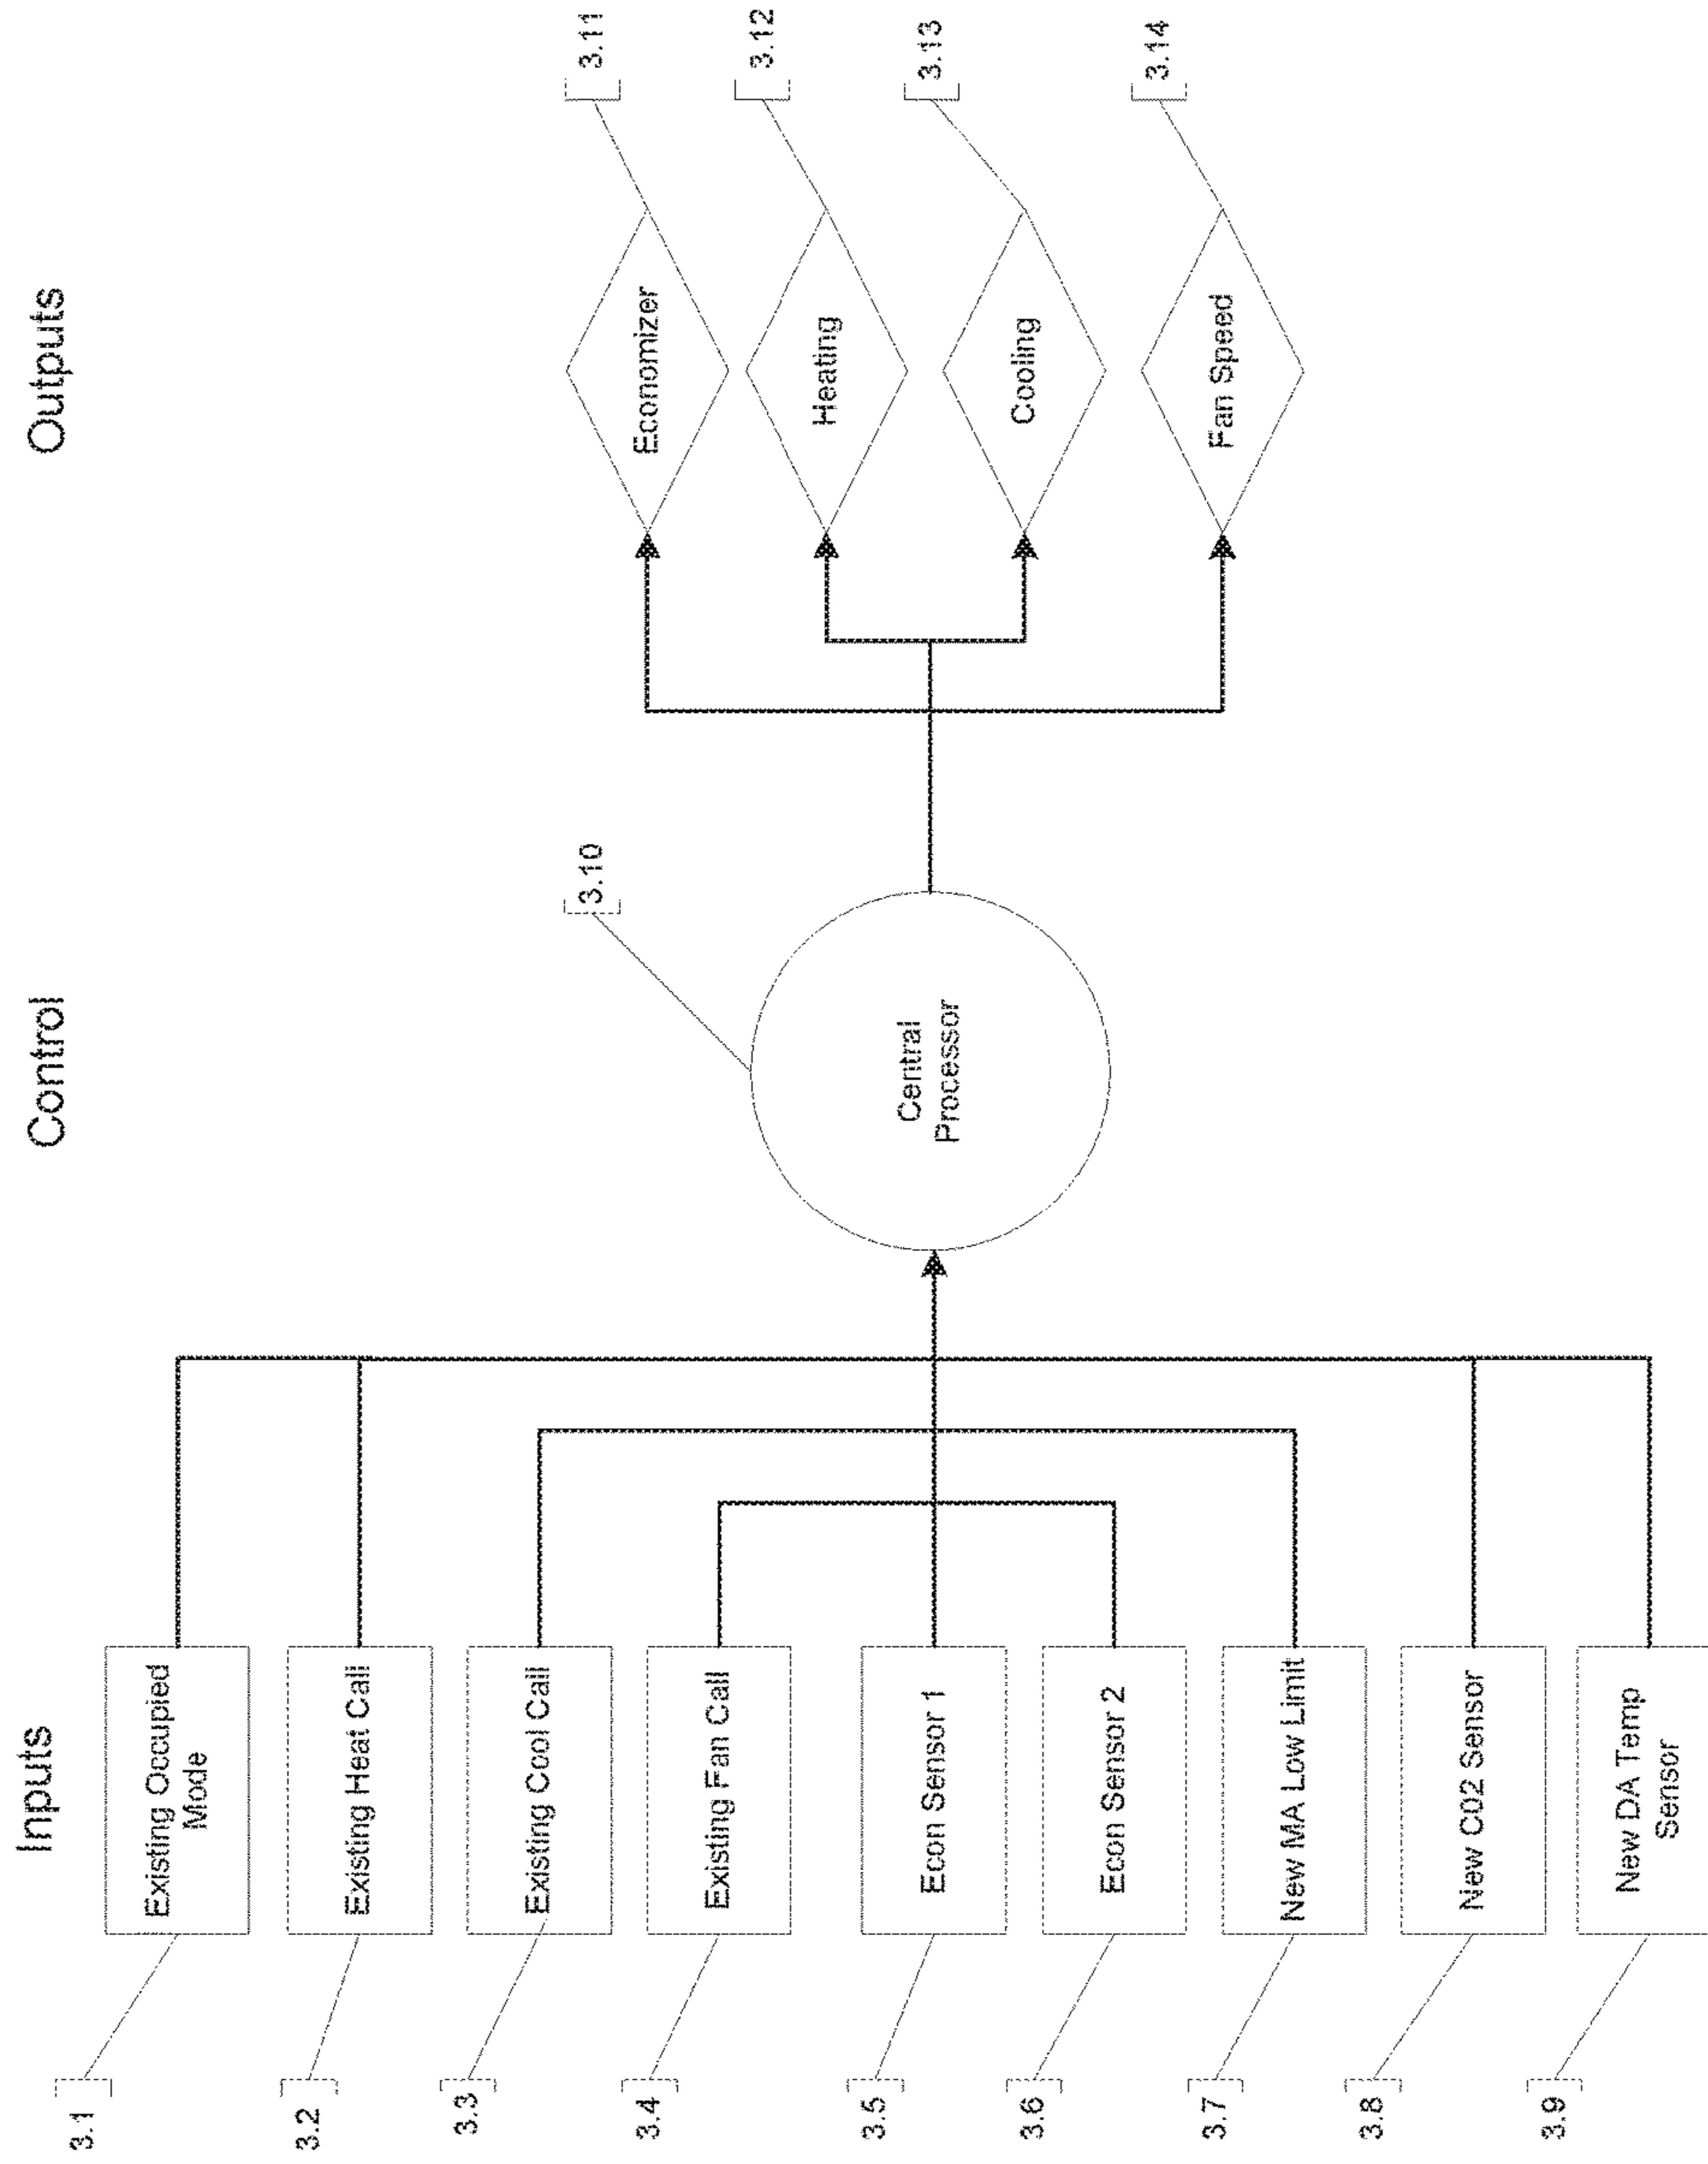 Inputs
Control
Outputs
3.1
Existing Occupied
Mode
3.2
Existing Heat Call
3.3
Existing Cool Call
3.4
Existing Fan Call
3.5
Econ Sensor 1
3.6
Econ Sensor 2
3.7
New MA Low Limit
3.8
New C02 Sensor
3.9
New DA Temp
Sensor
3.10
Central
Processor
Economizer
3.11
Heating
3.12
Cooling
3.13
Fan Speed
3.14